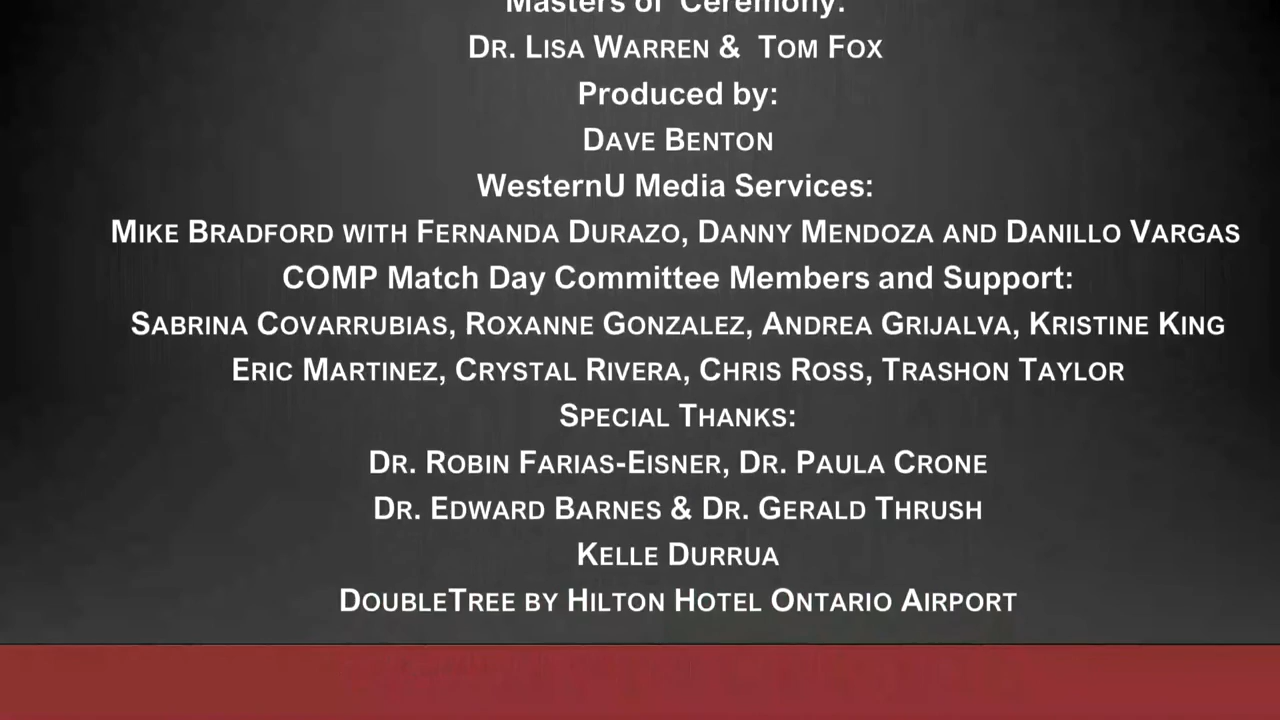 Masters of Ceremony:
Dr. Lisa Warren & Tom Fox
Produced by:
Dave Benton
WesternU Media Services:
Mike Bradford with Fernanda Durazo, Danny Mendoza and Danillo Vargas
COMP Match Day Committee Members and Support:
Sabrina Covarrubias, Roxanne Gonzalez, Andrea Grijalva, Kristine King
Eric Martinez, Crystal Rivera, Chris Ross, Trashon Taylor
Special Thanks:
Dr. Robin Farias-Eisner, Dr. Paula Crone
Dr. Edward Barnes & Dr. Gerald Thrush
Kelle Durrua
DoubleTree by Hilton Hotel Ontario Airport